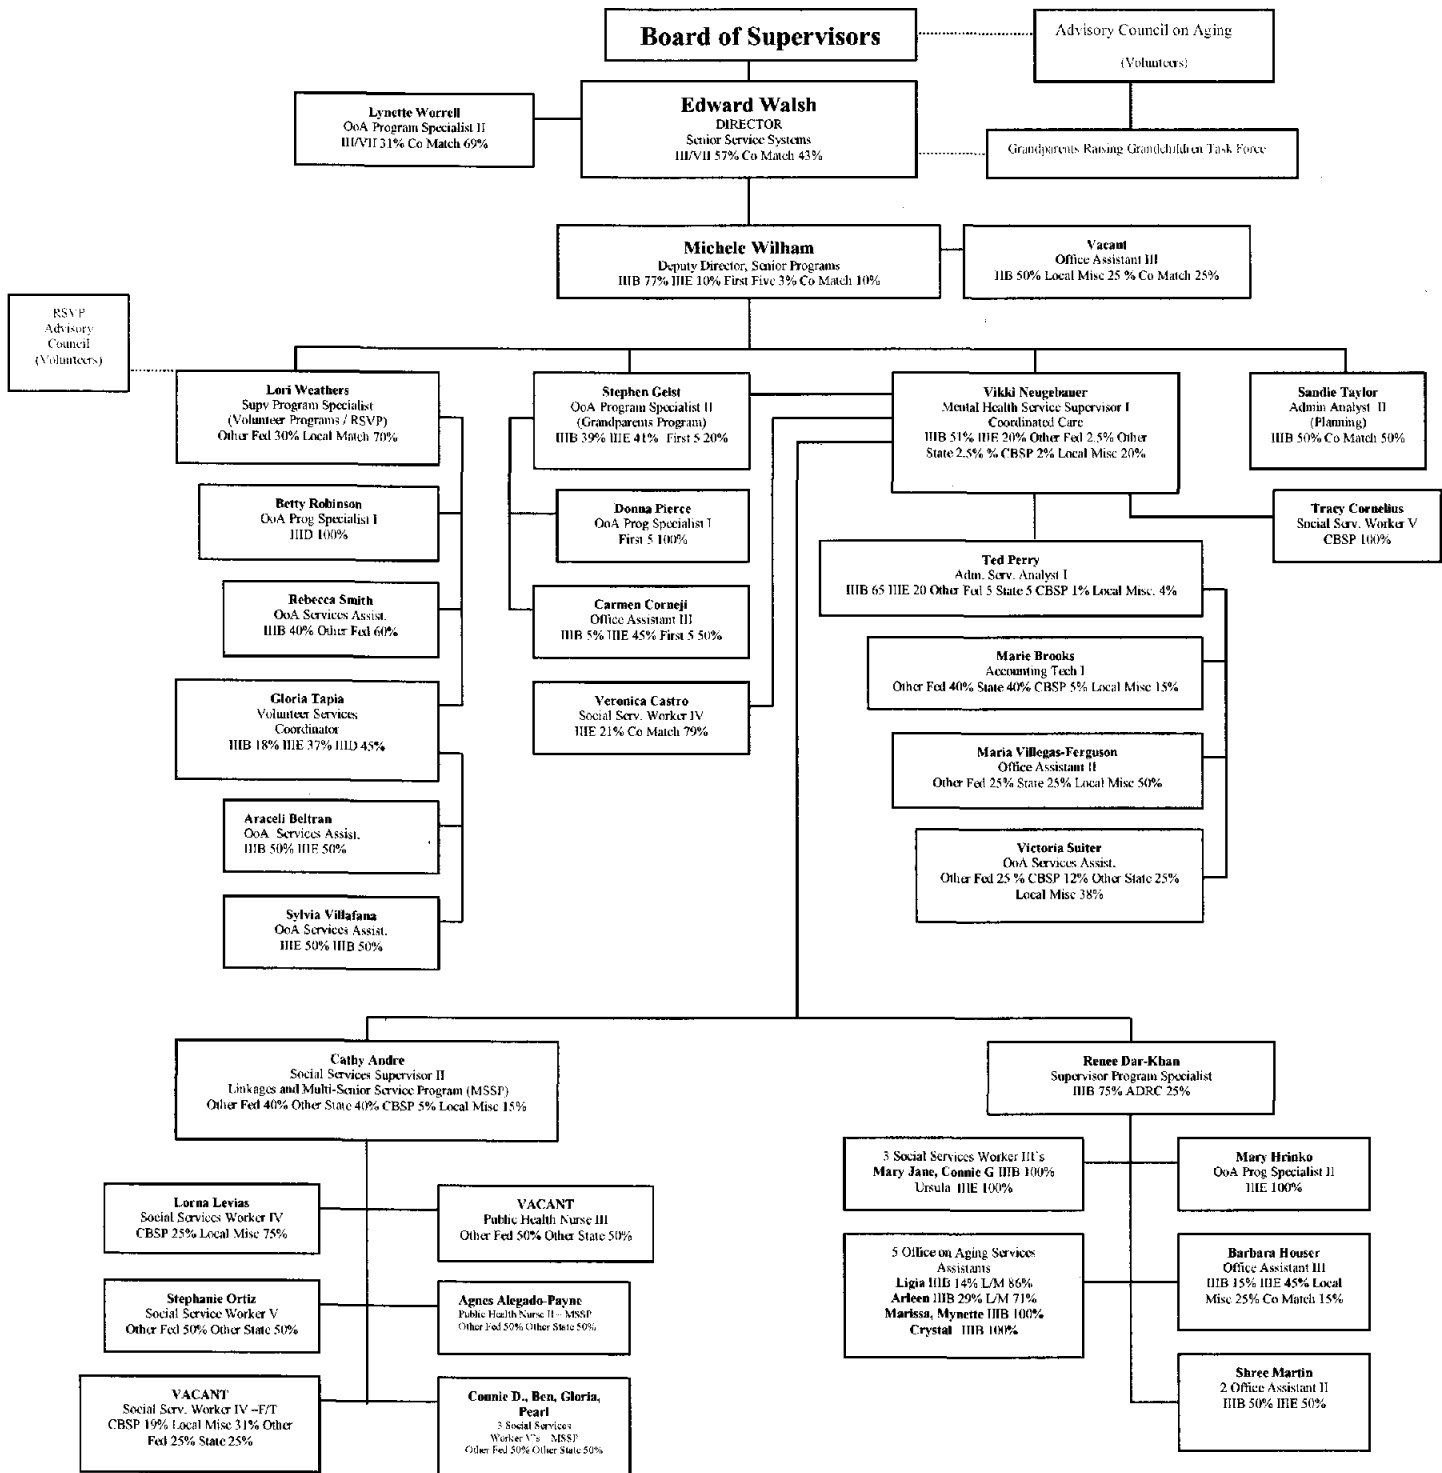 Board of Supervisors
Advisory Council on Aging
(Volunteers)
Lynette Worrell
OoA Program Specialist II
III/VII 31% Co Match 69%
Edward Walsh
DIRECTOR
Senior Service Systems
III/VII 57% Co Match 43%
Grandparents Raising Grandchildren Task Force
Michele Wilham
Deputy Director, Senior Programs
IIIB 77% IIIE 10% First Five 3% Co Match 10%
Vacant
Office Assistant III
IIB 50% Local Misc 25 % Co Match 25%
RSVP
Advisory
Council
(Volunteers)
Lori Weathers
Supv Program Specialist
(Volunteer Programs / RSVP)
Other Fed 30% Local Match 70%
Stephen Geist
OoA Program Specialist II
(Grandparents Program)
IIIB 39% IIIE 41% First 5 20%
Vikki Neugebauer
Mental Health Service Supervisor I
Coordinated Care
IIIB 51% IIIE 20% Other Fed 2.5% Other
State 2.5% % CBSP 2% Local Misc 20%
Sandie Taylor
Admin Analyst II
(Planning)
IIIB 50% Co Match 50%
Betty Robinson
OoA Prog Specialist I
IIID 100%
Donna Pierce
OoA Prog Specialist I
First 5 100%
Tracy Cornelius
Social Serv. Worker V
CBSP 100%
Ted Perry
Adm. Serv. Analyst I
IIIB 65 IIIE 20 Other Fed 5 State 5 CBSP 1% Local Misc. 4%
Rebecca Smith
OoA Services Assist.
IIIB 40% Other Fed 60%
Carmen Corneji
Office Assistant III
IIIB 5% IIIE 45% First 5 50%
Marie Brooks
Accounting Tech I
Other Fed 40% State 40% CBSP 5% Local Misc 15%
Gloria Tapia
Volunteer Services
Coordinator
IIIB 18% IIIE 37% IIID 45%
Veronica Castro
Social Serv. Worker IV
IIIE 21% Co Match 79%
Maria Villegas-Ferguson
Office Assistant II
Other Fed 25% State 25% Local Misc 50%
Araceli Beltran
OoA Services Assist.
IIIB 50% IIIE 50%
Victoria Suiter
OoA Services Assist.
Other Fed 25 % CBSP 12% Other State 25%
Local Misc 38%
Sylvia Villafana
OoA Services Assist.
IIIE 50% IIIB 50%
Cathy Andre
Social Services Supervisor II
Linkages and Multi-Senior Service Program (MSSP)
Other Fed 40% Other State 40% CBSP 5% Local Misc 15%
Renee Dar-Khan
Supervisor Program Specialist
IIIB 75% ADRC 25%
3 Social Services Worker III's
Mary Jane, Connie G IIIB 100%
Ursula IIIE 100%
Mary Hrinko
OoA Prog Specialist II
IIIE 100%
Lorna Levias
Social Services Worker IV
CBSP 25% Local Misc 75%
VACANT
Public Health Nurse III
Other Fed 50% Other State 50%
5 Office on Aging Services
Assistants
Ligia IIIB 14% L/M 86%
Arleen IIIB 29% L/M 71%
Marissa, Mynette IIIB 100%
Crystal IIIB 100%
Barbara Houser
Office Assistant III
IIIB 15% IIIE 45% Local
Misc 25% Co Match 15%
Stephanie Ortiz
Social Service Worker V
Other Fed 50% Other State 50%
Agnes Alegado-Payne
Public Health Nurse II – MSSP
Other Fed 50% Other State 50%
Shree Martin
2 Office Assistant II
IIIB 50% IIIE 50%
VACANT
Social Serv. Worker IV –F/T
CBSP 19% Local Misc 31% Other
Fed 25% State 25%
Connie D., Ben, Gloria,
Pearl
3 Social Services
Worker V's – MSSP
Other Fed 50% Other State 50%